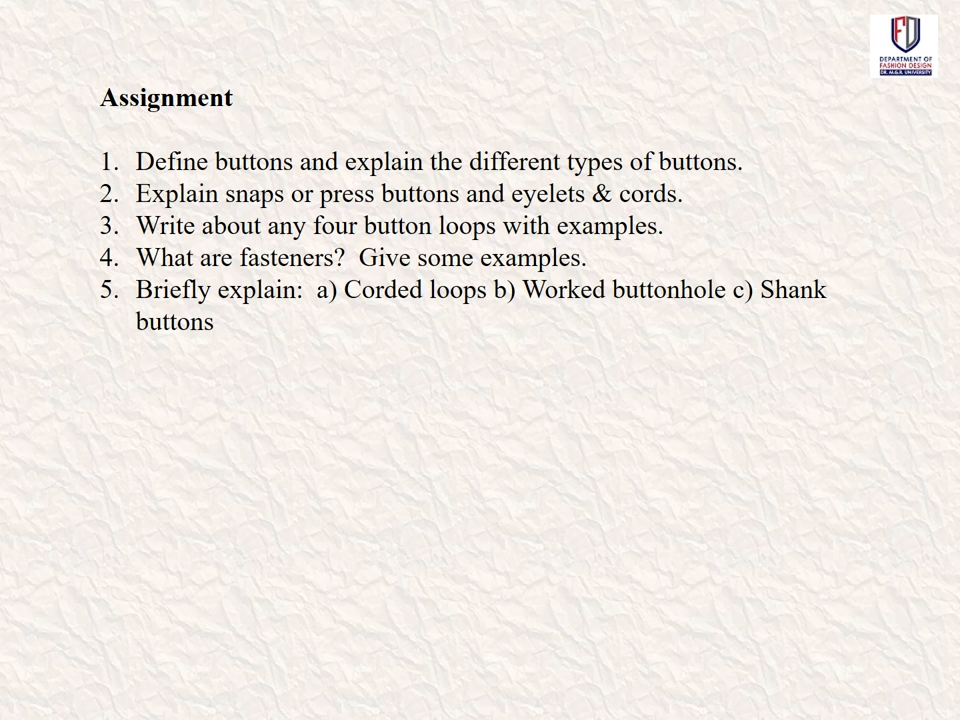 DEPARTMENT OF
FASHION DESIGN
DR. M.G.R. UNIVERSITY
Assignment
1. Define buttons and explain the different types of buttons.
2. Explain snaps or press buttons and eyelets & cords.
3. Write about any four button loops with examples.
4. What are fasteners?  Give some examples.
5. Briefly explain:  a) Corded loops b) Worked buttonhole c) Shank
buttons